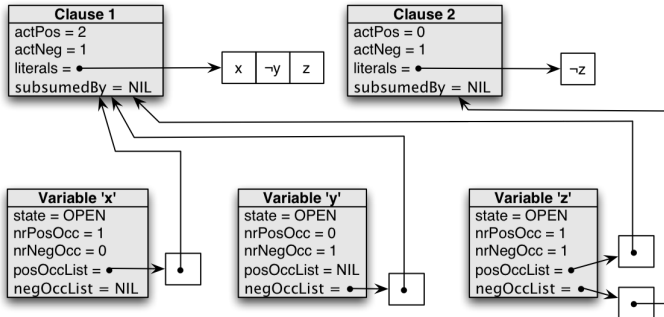 Clause 1
actPos = 2
actNeg = 1
literals =
subsumedBy = NIL
x ¬y z
Clause 2
actPos = 0
actNeg = 1
literals =
subsumedBy = NIL
¬z
Variable 'x'
state = OPEN
nrPosOcc = 1
nrNegOcc = 0
posOccList =
negOccList = NIL
Variable 'y'
state = OPEN
nrPosOcc = 0
nrNegOcc = 1
posOccList = NIL
negOccList =
Variable 'z'
state = OPEN
nrPosOcc = 1
nrNegOcc = 1
posOccList =
negOccList =